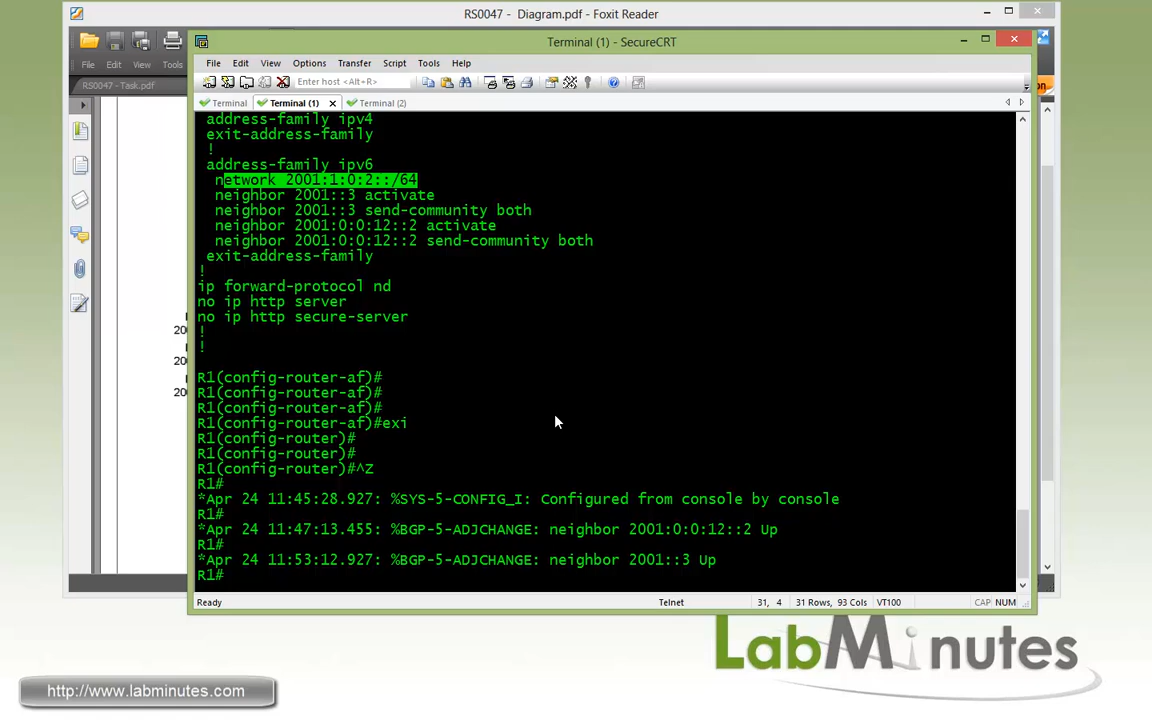 RS0047 - Diagram.pdf - Foxit Reader
File Edit View Tools
RS0047 - Task.pdf
Terminal (1) - SecureCRT
File Edit View Options Transfer Script Tools Help
Enter host <Alt+R>
Terminal Terminal (1) Terminal (2)
address-family ipv4
exit-address-family
!
address-family ipv6
network 2001:1:0:2::/64
neighbor 2001::3 activate
neighbor 2001::3 send-community both
neighbor 2001:0:0:12::2 activate
neighbor 2001:0:0:12::2 send-community both
exit-address-family
!
ip forward-protocol nd
no ip http server
no ip http secure-server
!
!
R1(config-router-af)#
R1(config-router-af)#
R1(config-router-af)#
R1(config-router-af)#exi
R1(config-router)#
R1(config-router)#
R1(config-router)#^Z
R1#
*Apr 24 11:45:28.927: %SYS-5-CONFIG_I: Configured from console by console
R1#
*Apr 24 11:47:13.455: %BGP-5-ADJCHANGE: neighbor 2001:0:0:12::2 Up
R1#
*Apr 24 11:53:12.927: %BGP-5-ADJCHANGE: neighbor 2001::3 Up
R1#
Ready Telnet 31, 4 31 Rows, 93 Cols VT100 CAP NUM
LabMinutes
http://www.labminutes.com